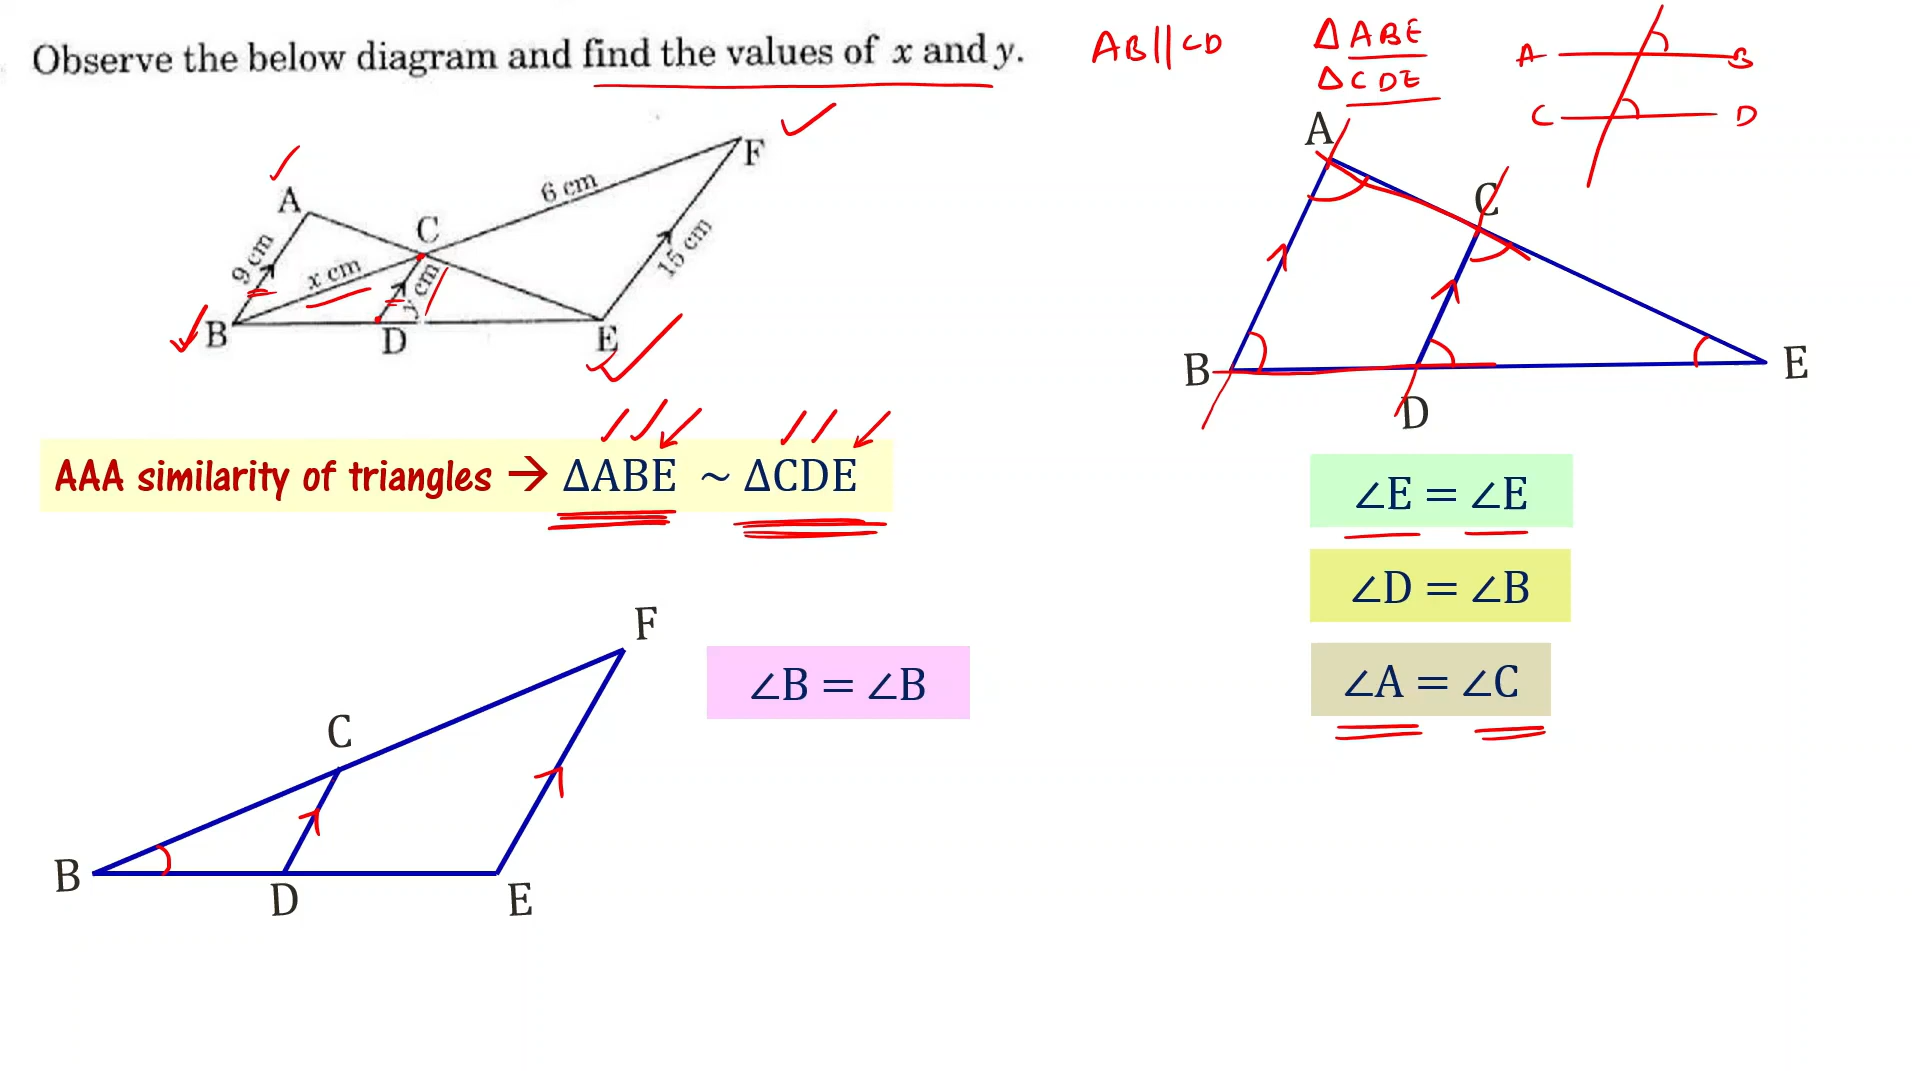 Observe the below diagram and find the values of x and y.
AB||CD
ΔABE
ΔCDE
A B
C D
F
6 cm
A
C
9 cm
x cm
y cm
15 cm
B
D
E
A
C
B
D
E
AAA similarity of triangles → ΔABE ~ ΔCDE
∠E = ∠E
∠D = ∠B
∠A = ∠C
F
C
B
D
E
∠B = ∠B